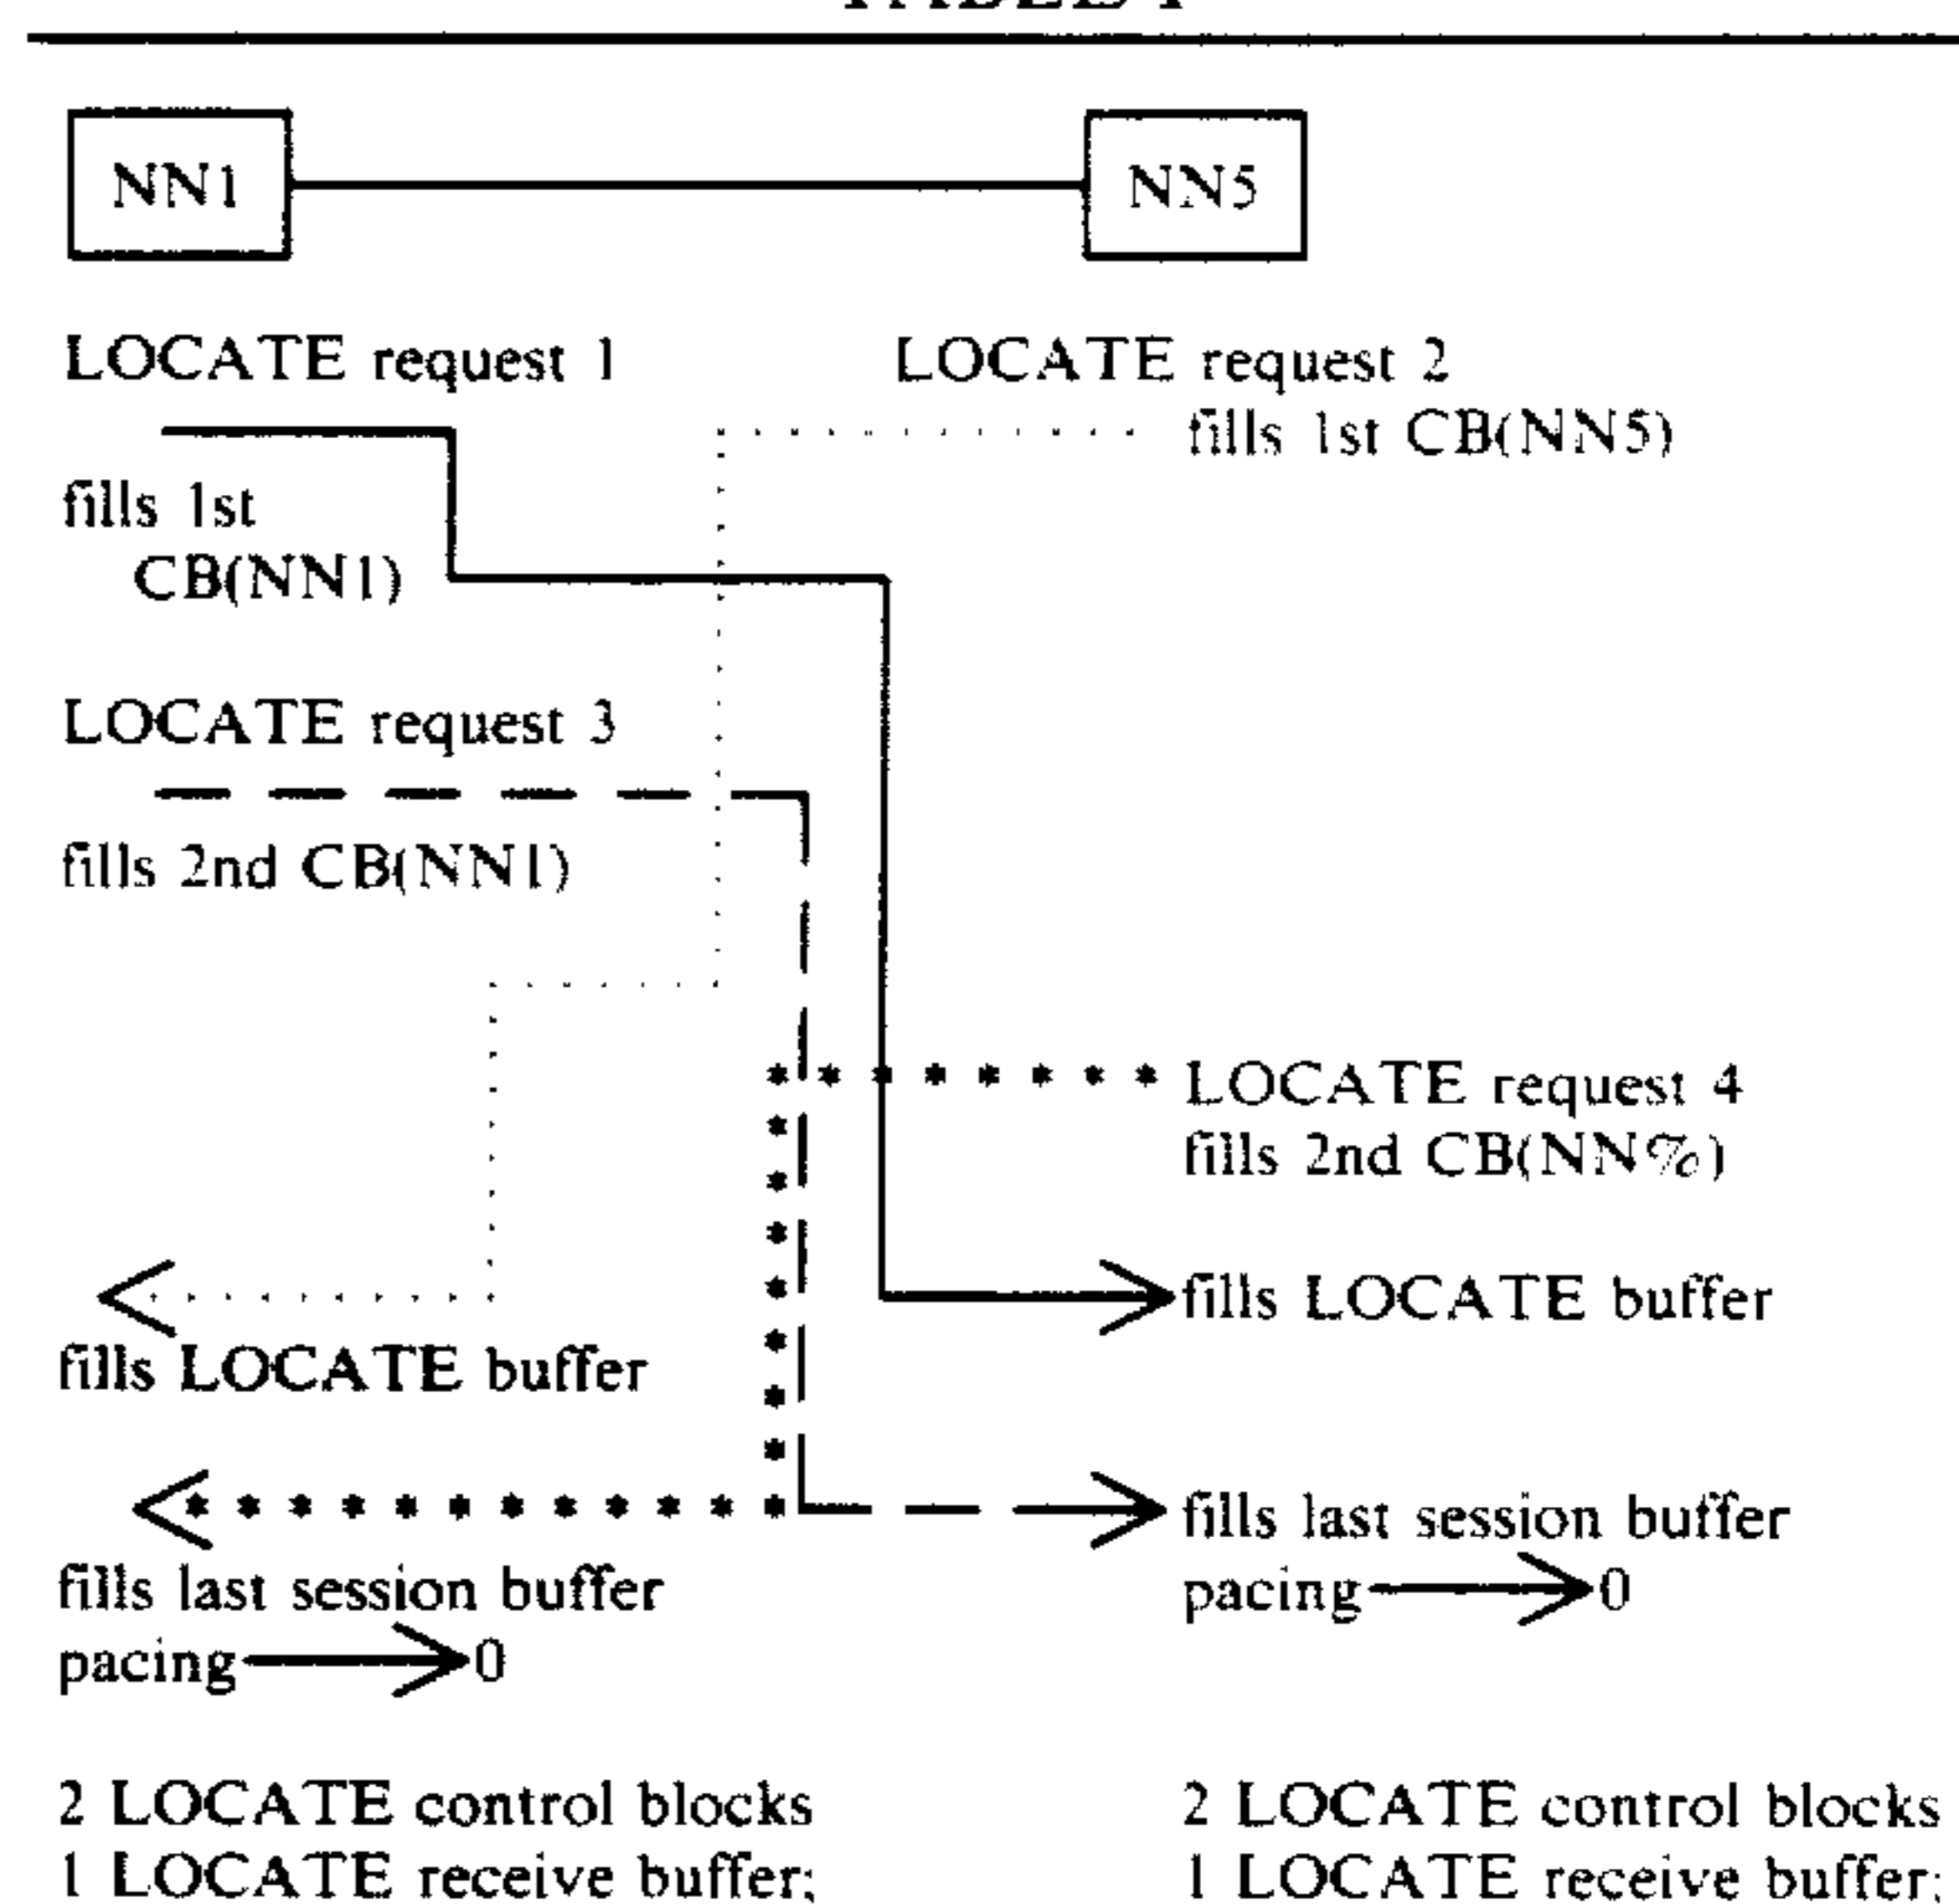 NN1 NN5
LOCATE request 1 LOCATE request 2
fills 1st CB(NN5)
fills 1st
CB(NN1)
LOCATE request 3
fills 2nd CB(NN1)
LOCATE request 4
fills 2nd CB(NN%)
fills LOCATE buffer
fills LOCATE buffer
fills last session buffer
fills last session buffer
pacing 0
pacing 0
2 LOCATE control blocks 2 LOCATE control blocks
1 LOCATE receive buffer; 1 LOCATE receive buffer;